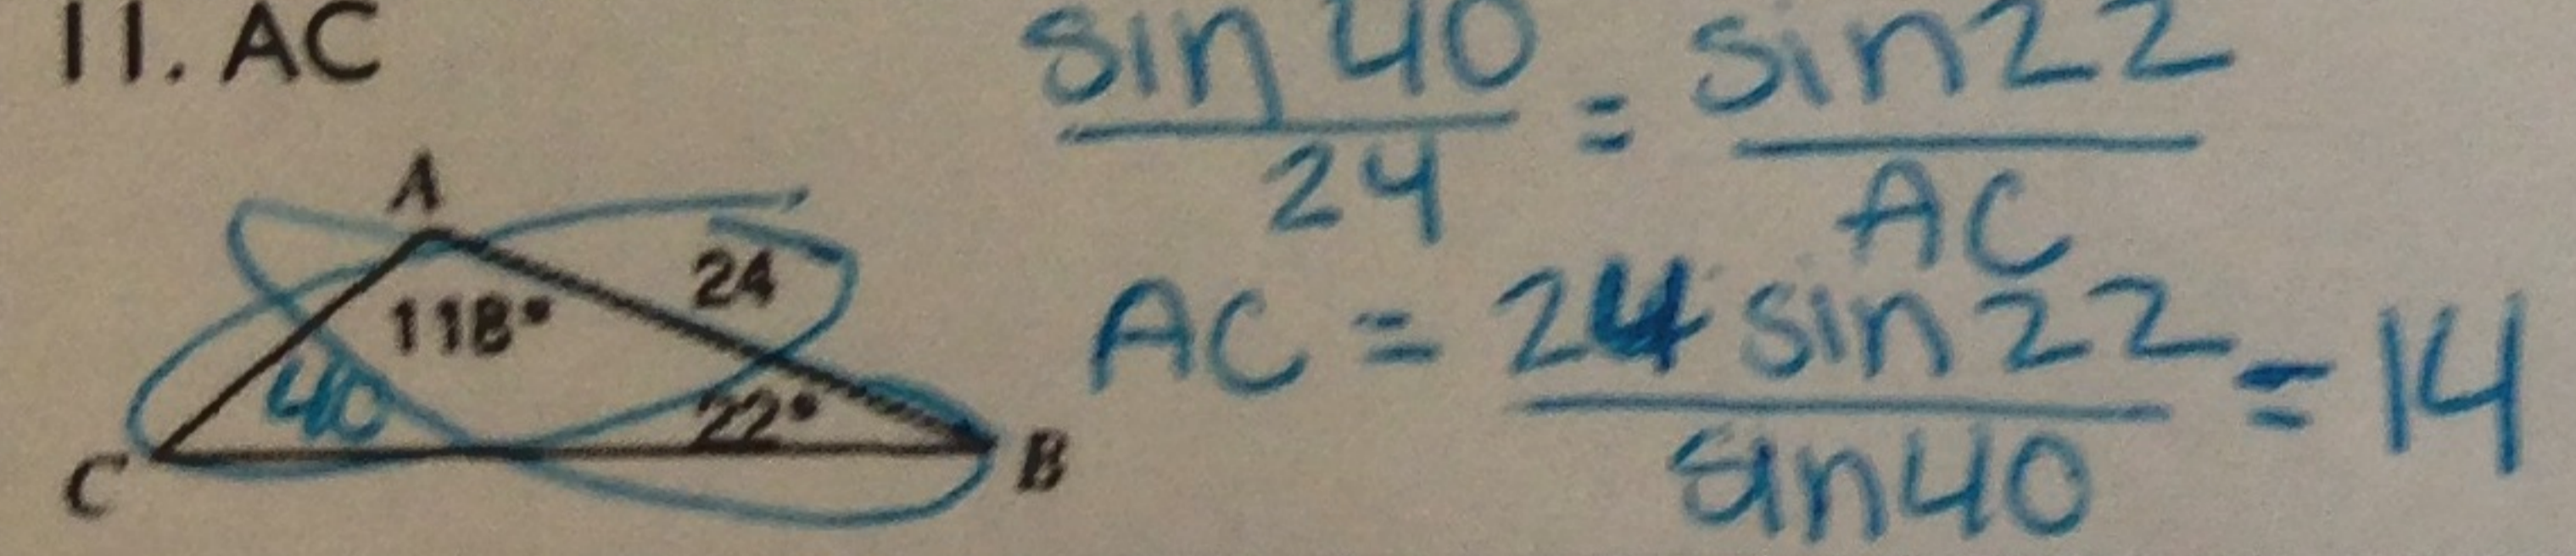 11. AC
sin 40 / 24 = sin 22 / AC
AC = 24 sin 22 / sin 40 = 14
A
24
118°
40
22°
C
B